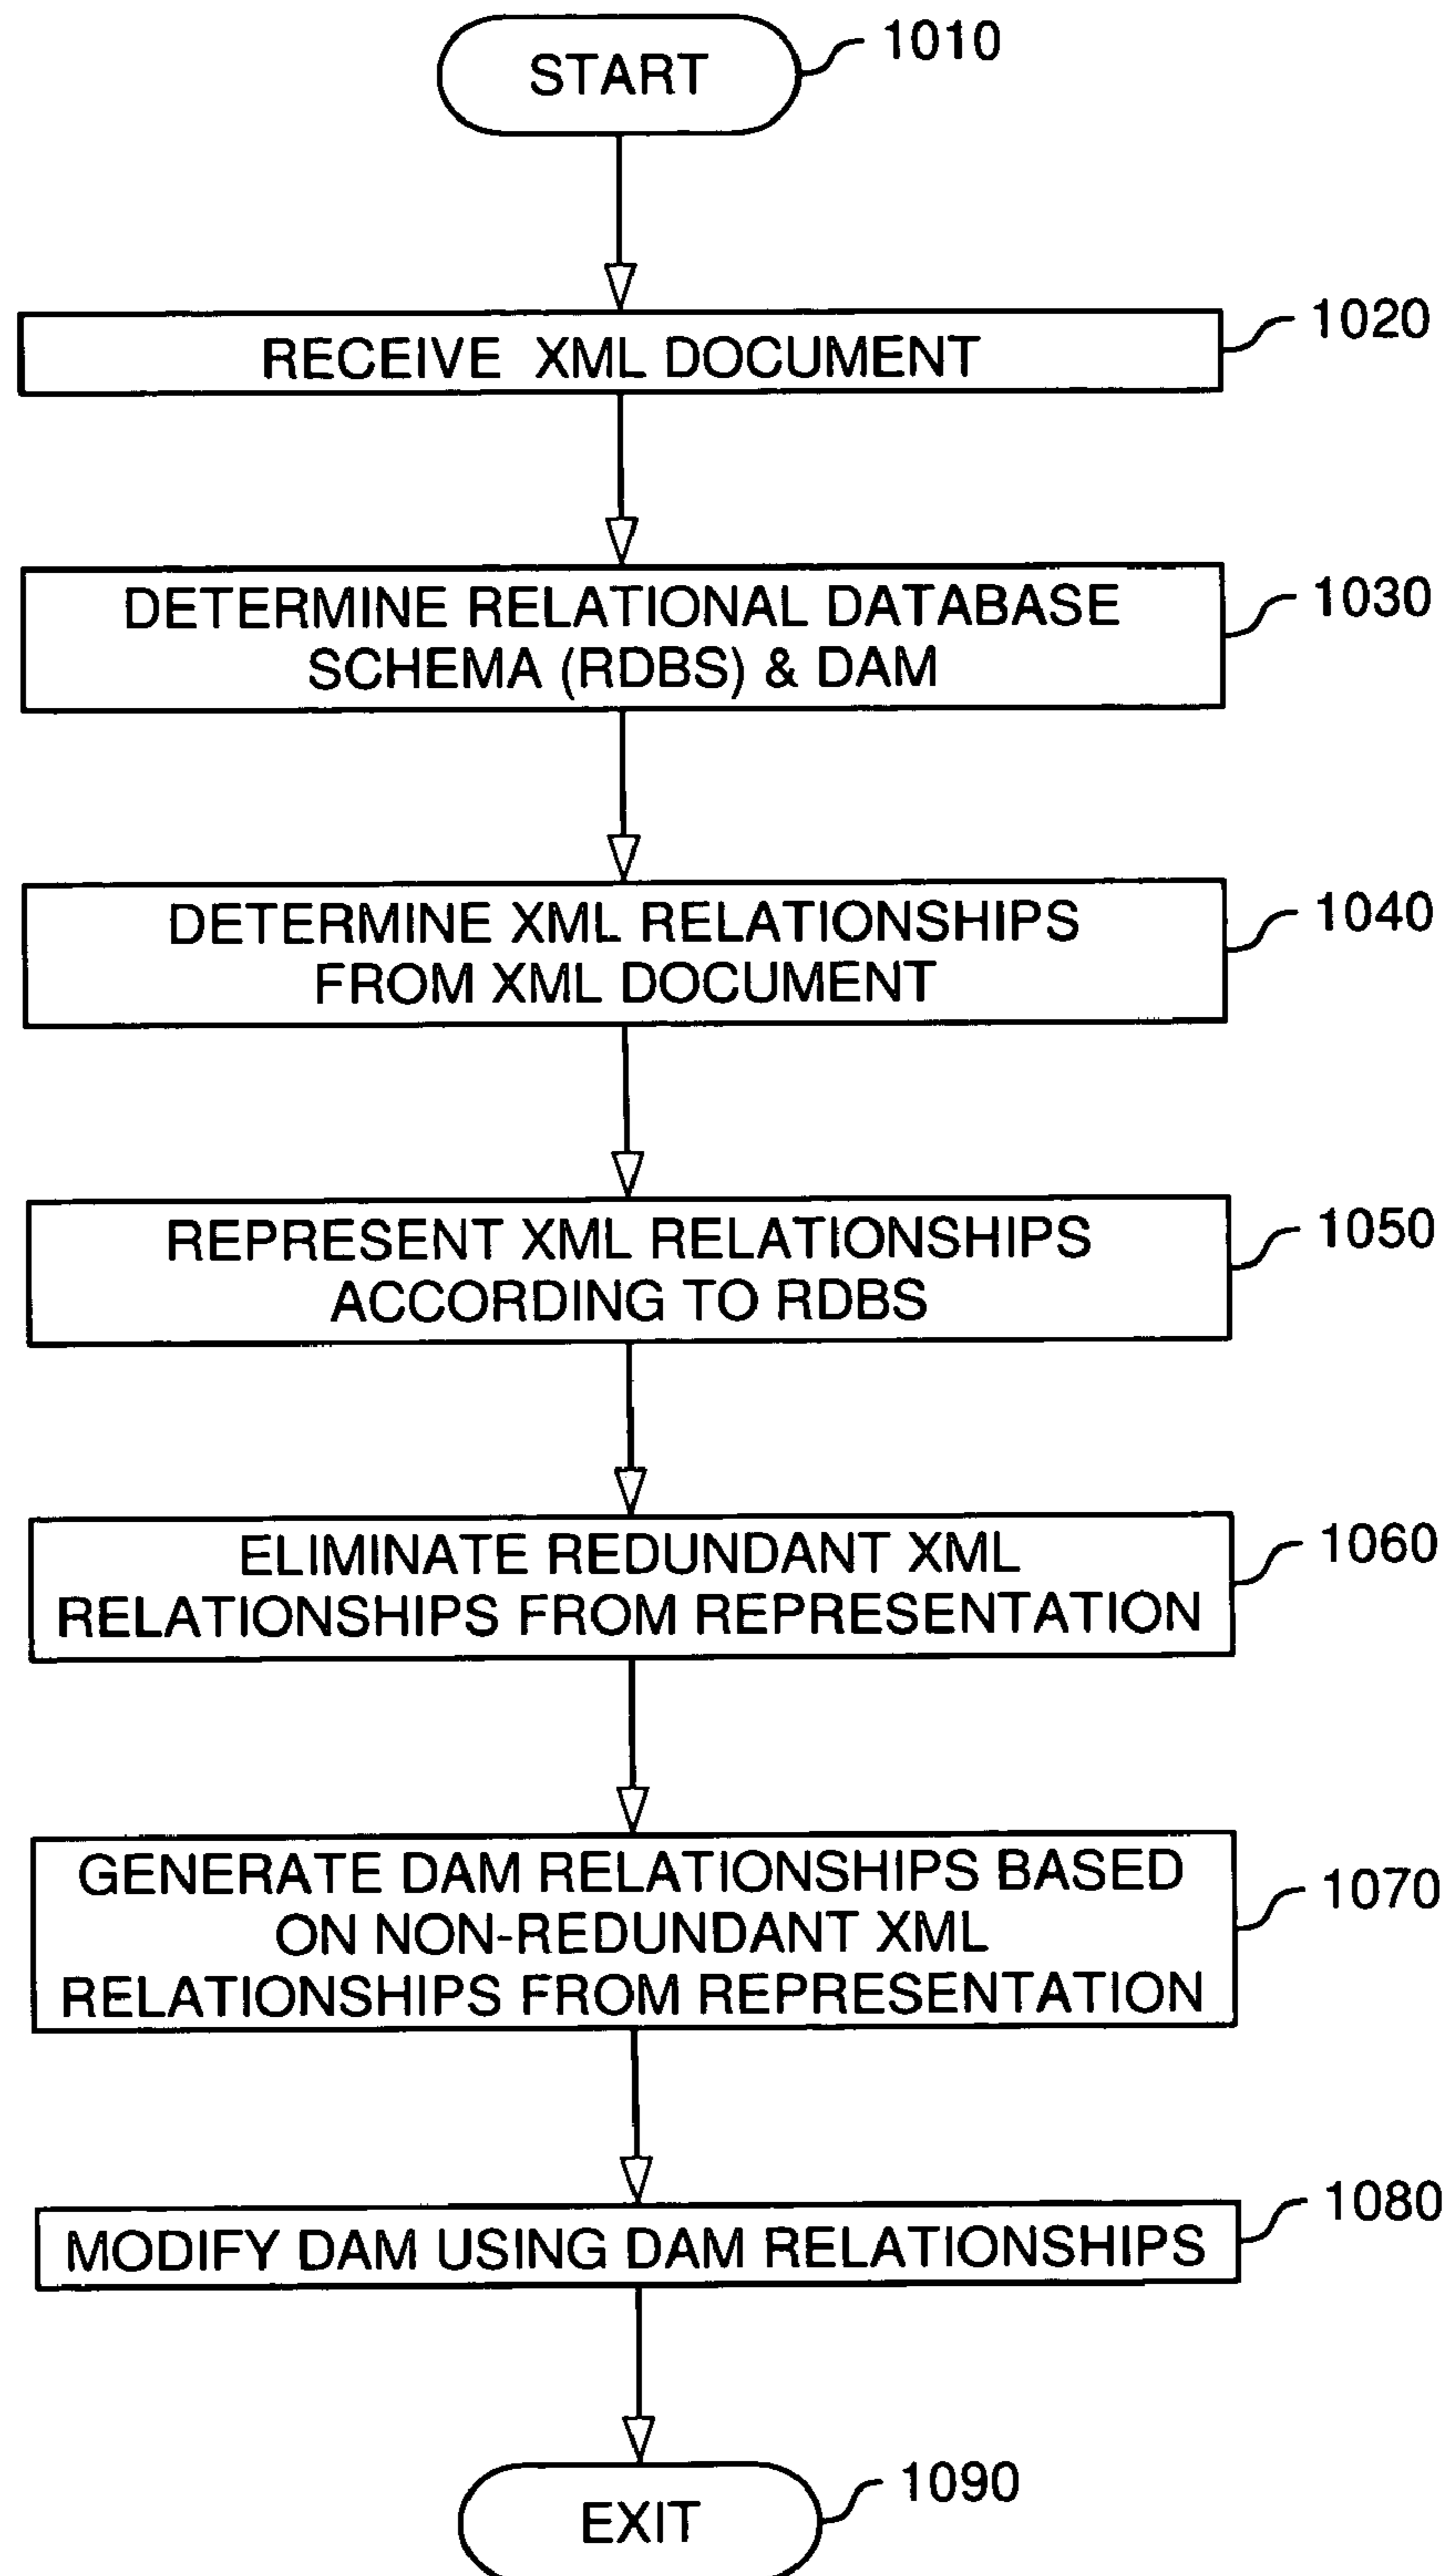 START
1010
RECEIVE XML DOCUMENT
1020
DETERMINE RELATIONAL DATABASE
SCHEMA (RDBS) & DAM
1030
DETERMINE XML RELATIONSHIPS
FROM XML DOCUMENT
1040
REPRESENT XML RELATIONSHIPS
ACCORDING TO RDBS
1050
ELIMINATE REDUNDANT XML
RELATIONSHIPS FROM REPRESENTATION
1060
GENERATE DAM RELATIONSHIPS BASED
ON NON-REDUNDANT XML
RELATIONSHIPS FROM REPRESENTATION
1070
MODIFY DAM USING DAM RELATIONSHIPS
1080
EXIT
1090